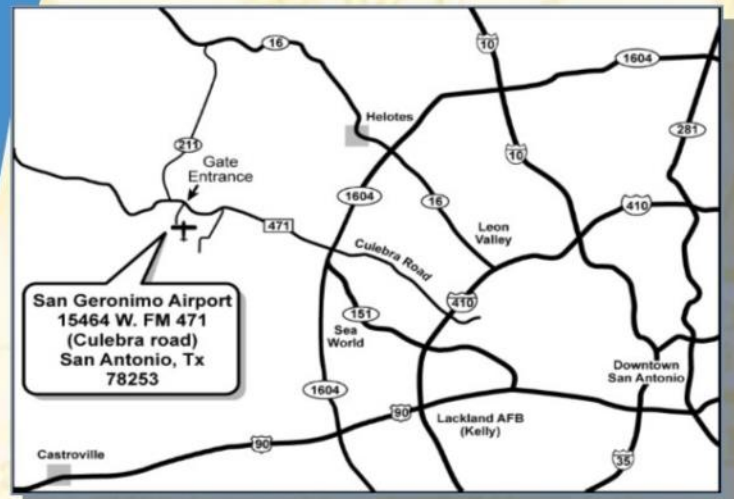 16
10
1604
281
Helotes
211
Gate
Entrance
10
1604
16
410
471
Leon
Valley
Culebra Road
San Geronimo Airport
15464 W. FM 471
(Culebra road)
San Antonio, Tx
78253
410
151
Sea
World
Downtown
San Antonio
1604
90
Lackland AFB
(Kelly)
90
Castroville
35